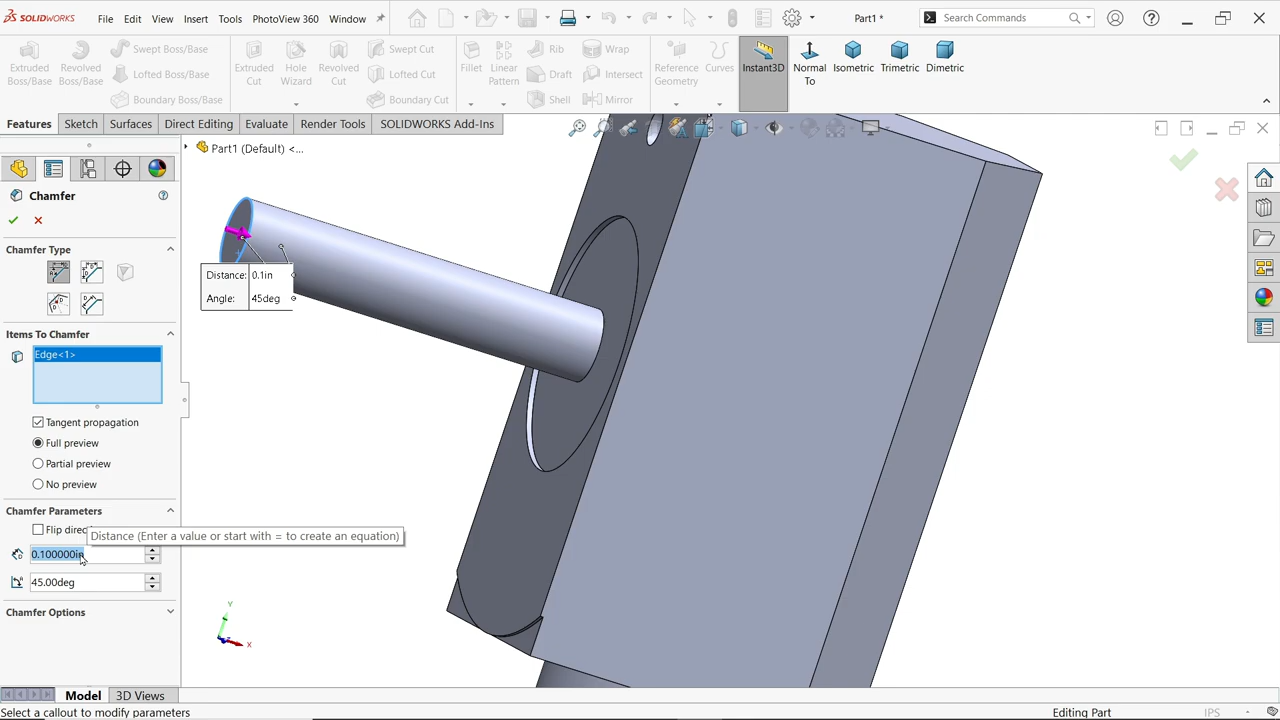 SOLIDWORKS File Edit View Insert Tools PhotoView 360 Window Part1 * Search Commands
Extruded Boss/Base
Revolved Boss/Base
Swept Boss/Base
Lofted Boss/Base
Boundary Boss/Base
Extruded Cut
Hole Wizard
Revolved Cut
Swept Cut
Lofted Cut
Boundary Cut
Fillet
Linear Pattern
Rib
Draft
Shell
Wrap
Intersect
Mirror
Reference Geometry
Curves
Instant3D
Normal To
Isometric
Trimetric
Dimetric
Features Sketch Surfaces Direct Editing Evaluate Render Tools SOLIDWORKS Add-Ins
Part1 (Default) <...
Chamfer
Chamfer Type
Items To Chamfer
Edge<1>
Tangent propagation
Full preview
Partial preview
No preview
Chamfer Parameters
Flip direc
Distance (Enter a value or start with = to create an equation)
0.100000in
45.00deg
Chamfer Options
Distance: 0.1in
Angle: 45deg
Y
X
Model 3D Views
Select a callout to modify parameters Editing Part IPS